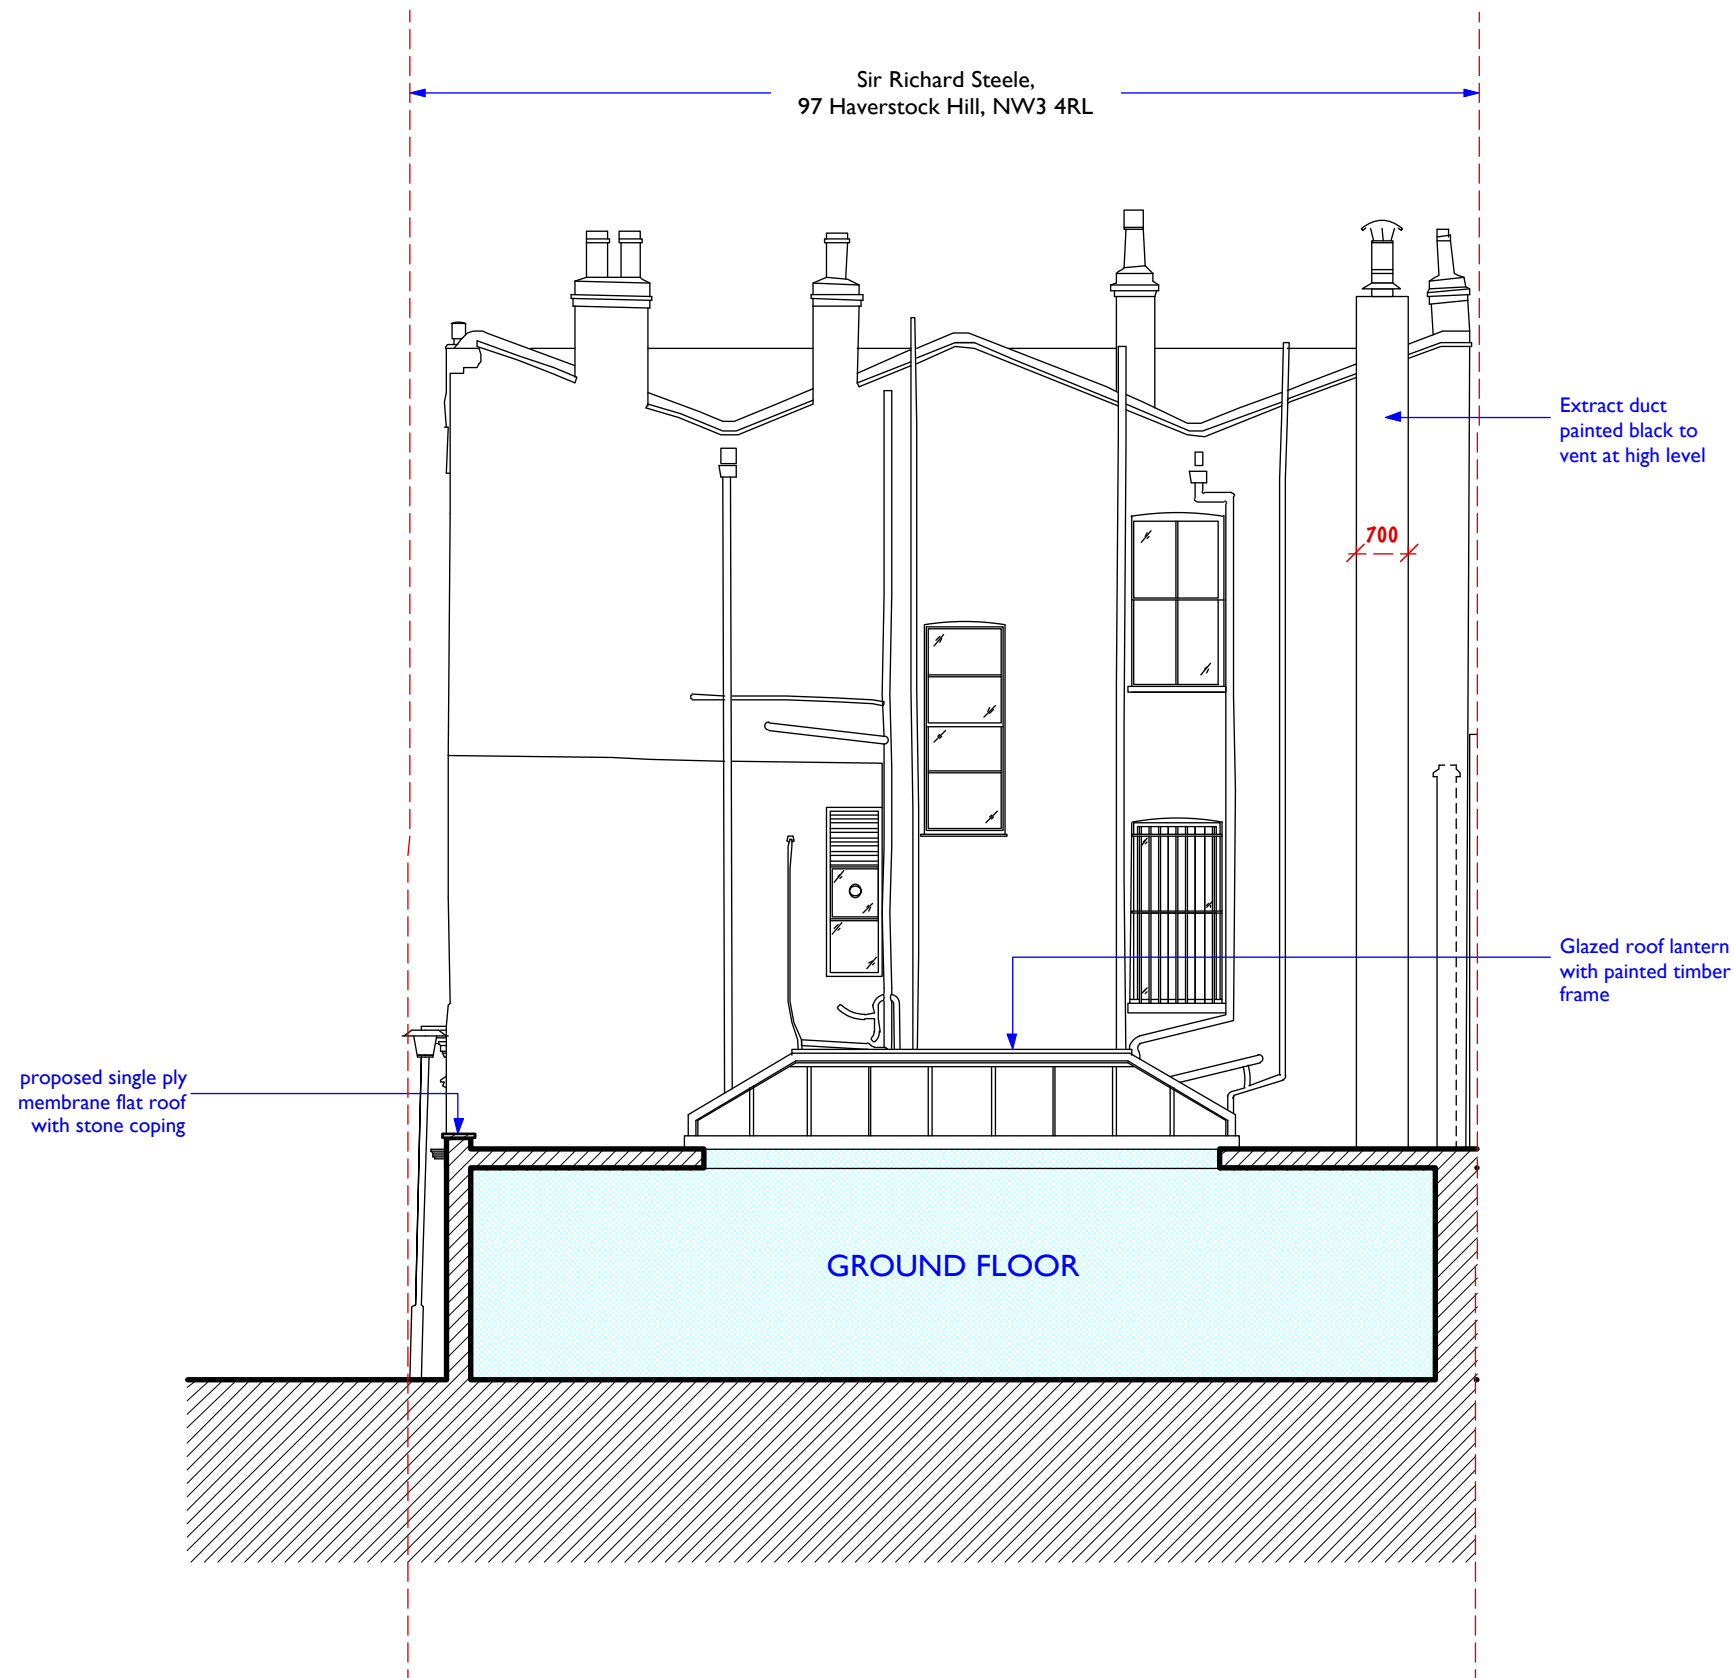 Sir Richard Steele,
97 Haverstock Hill, NW3 4RL
Extract duct
painted black to
vent at high level
700
Glazed roof lantern
with painted timber
frame
proposed single ply
membrane flat roof
with stone coping
GROUND FLOOR